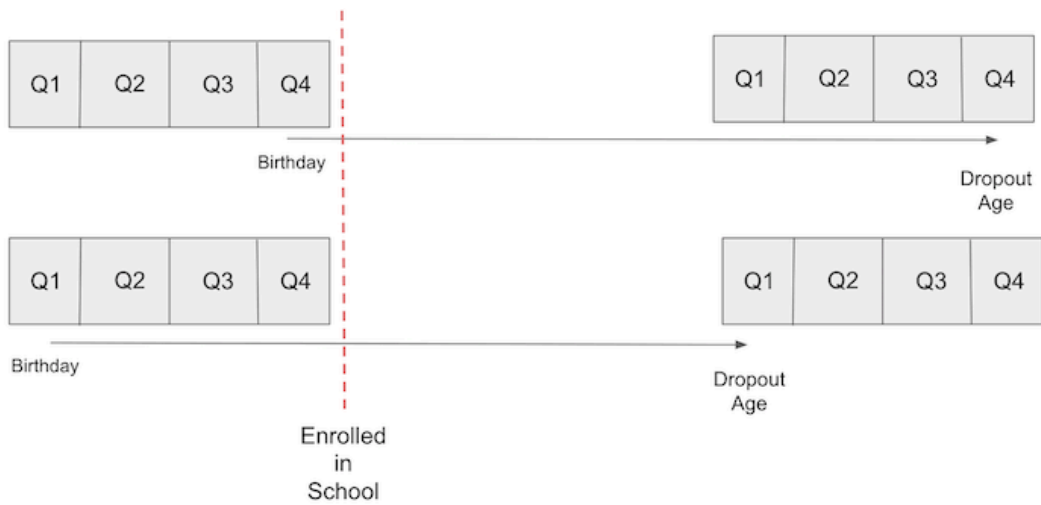 Q1 Q2 Q3 Q4 Q1 Q2 Q3 Q4
Birthday
Dropout
Age
Q1 Q2 Q3 Q4 Q1 Q2 Q3 Q4
Birthday
Dropout
Age
Enrolled
in
School